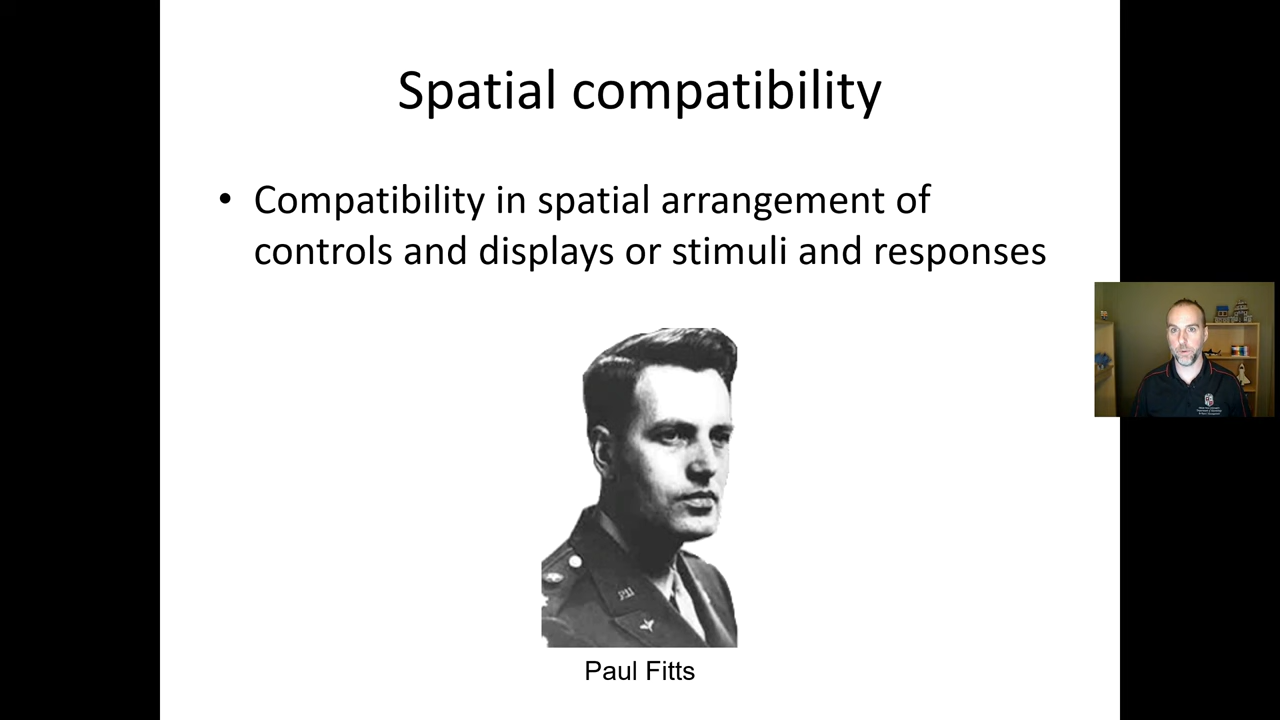 Spatial compatibility
• Compatibility in spatial arrangement of
controls and displays or stimuli and responses
Paul Fitts